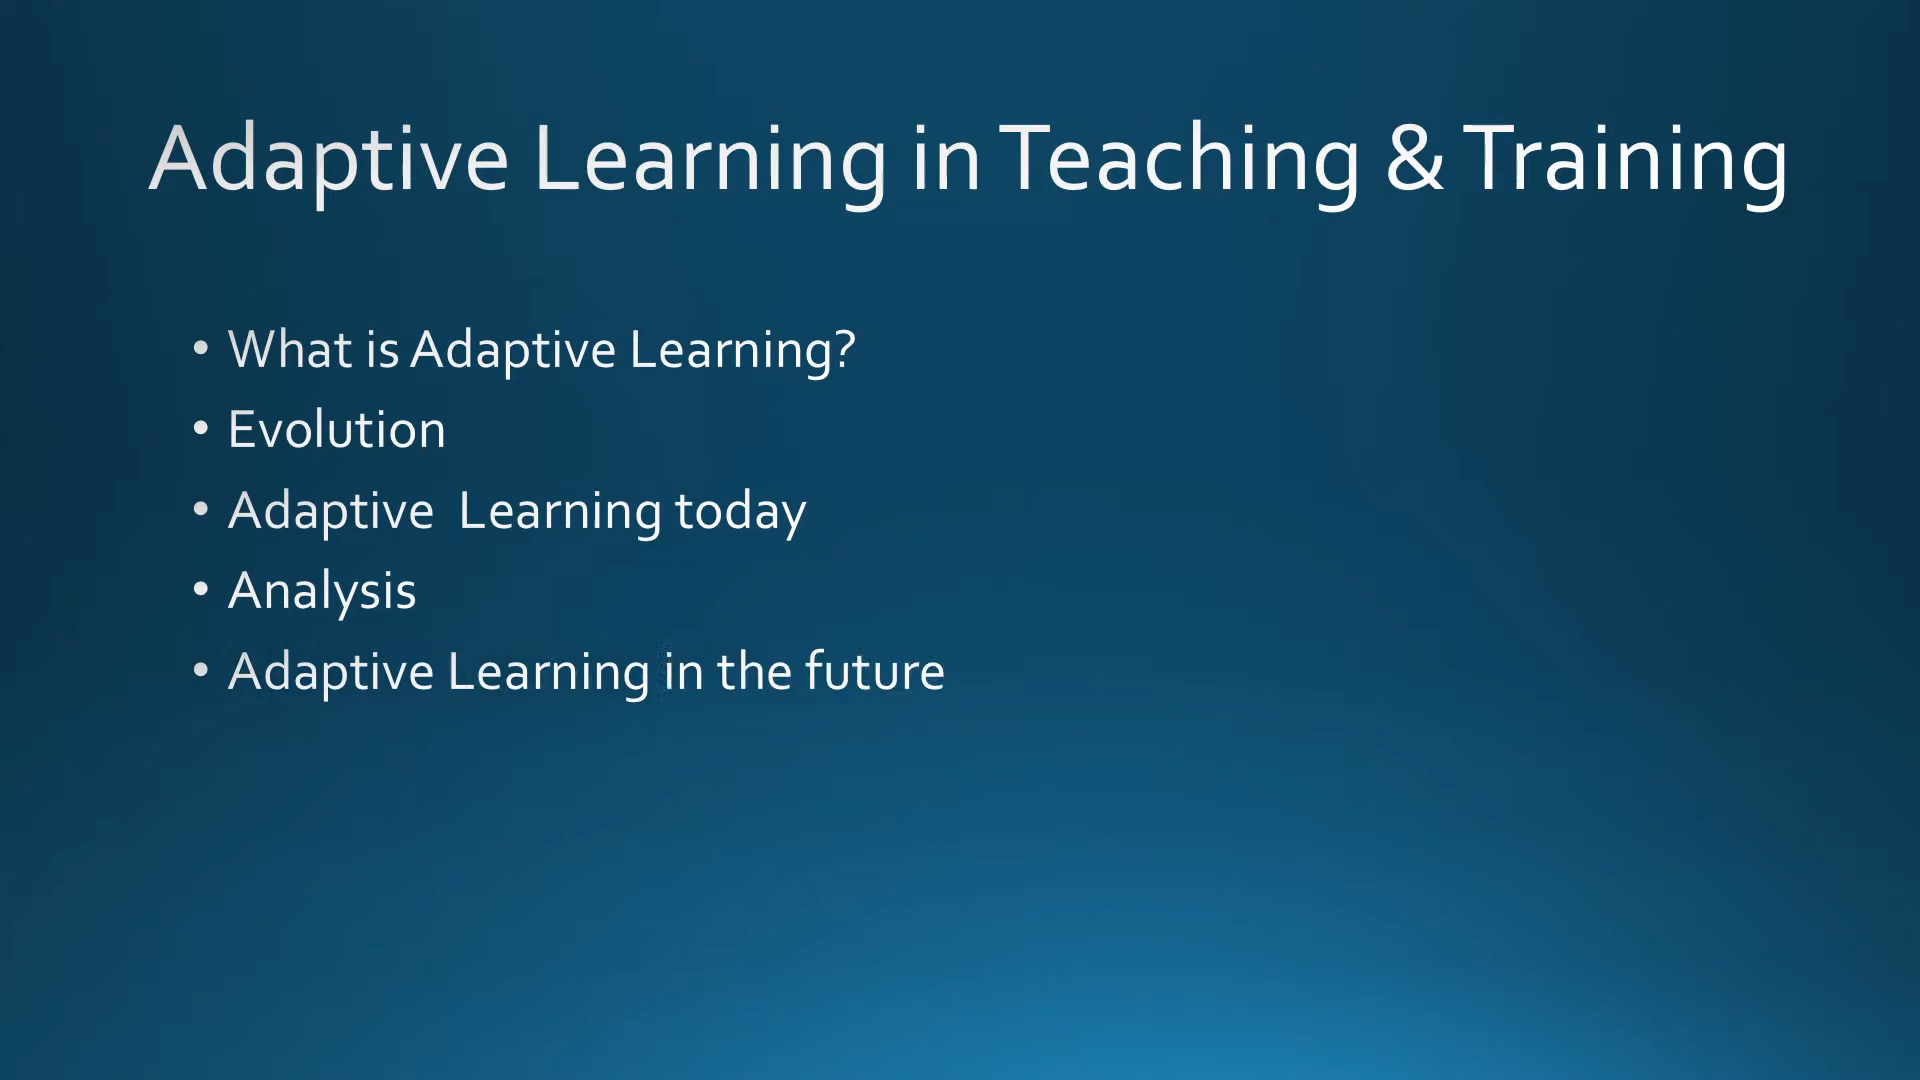 Adaptive Learning in Teaching & Training
• What is Adaptive Learning?
• Evolution
• Adaptive  Learning today
• Analysis
• Adaptive Learning in the future